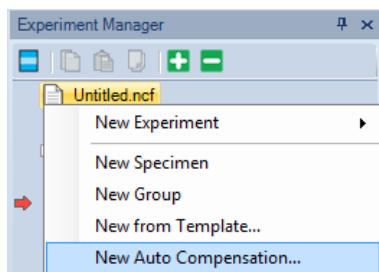 Experiment Manager
Untitled.ncf
New Experiment
New Specimen
New Group
New from Template...
New Auto Compensation...